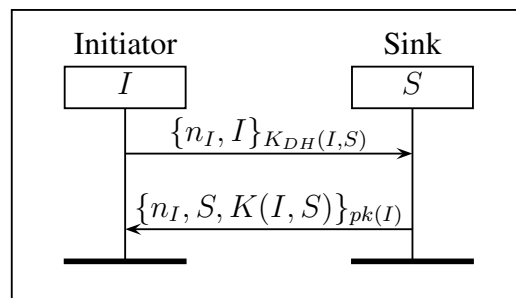 Initiator Sink
I S
{n_I, I}_{K_{DH}(I,S)}
{n_I, S, K(I, S)}_{pk(I)}